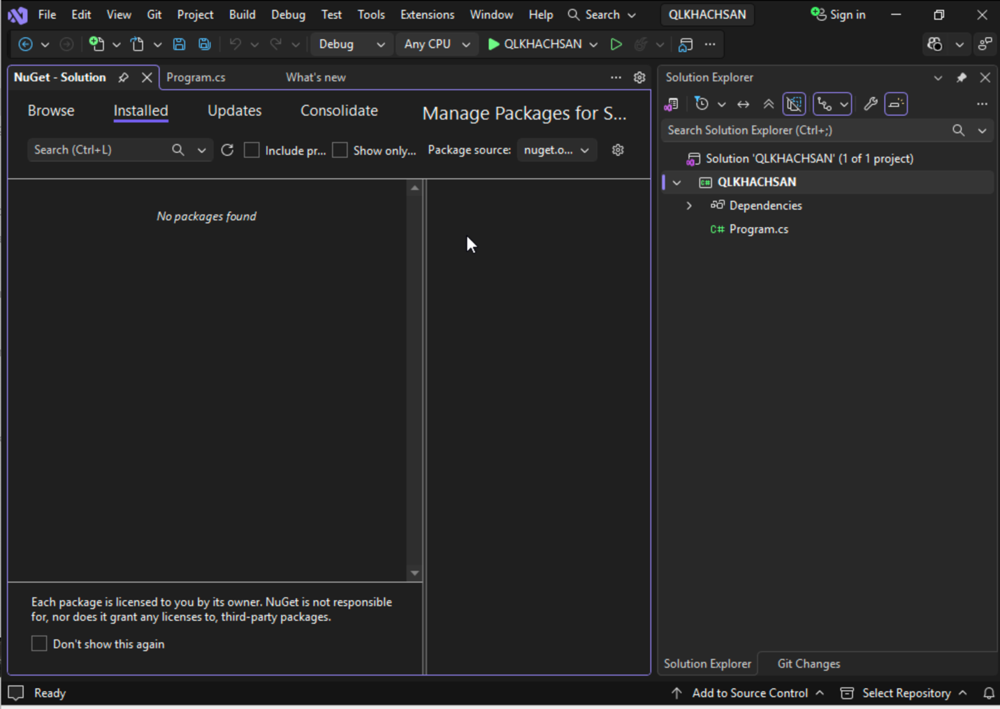 File Edit View Git Project Build Debug Test Tools Extensions Window Help Search QLKHACHSAN Sign in
Debug Any CPU QLKHACHSAN
NuGet - Solution Program.cs What's new
Browse Installed Updates Consolidate Manage Packages for S...
Search (Ctrl+L) Include pr... Show only... Package source: nuget.o...
No packages found
Each package is licensed to you by its owner. NuGet is not responsible
for, nor does it grant any licenses to, third-party packages.
Don't show this again
Solution Explorer
Search Solution Explorer (Ctrl+;)
Solution 'QLKHACHSAN' (1 of 1 project)
C# QLKHACHSAN
Dependencies
C# Program.cs
Solution Explorer Git Changes
Ready Add to Source Control Select Repository